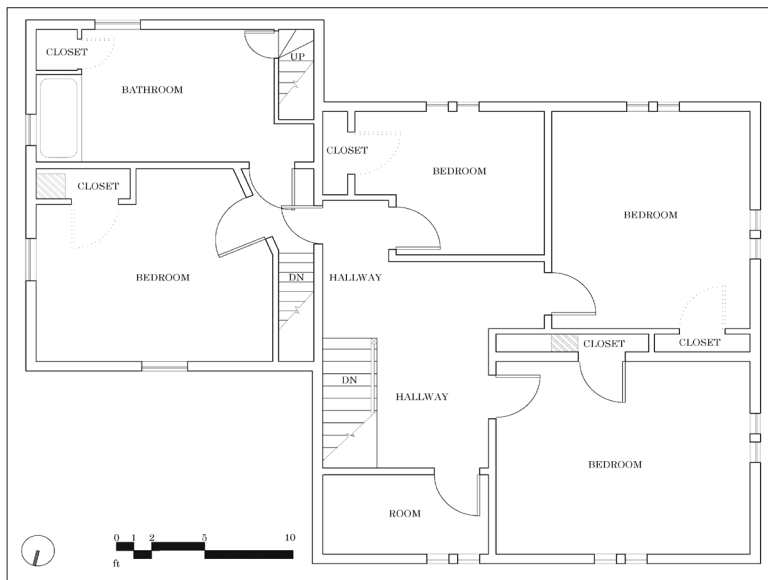 CLOSET
UP
BATHROOM
CLOSET
BEDROOM
CLOSET
BEDROOM
BEDROOM
DN
HALLWAY
CLOSET
CLOSET
DN
HALLWAY
BEDROOM
ROOM
0 1 2 5 10
ft